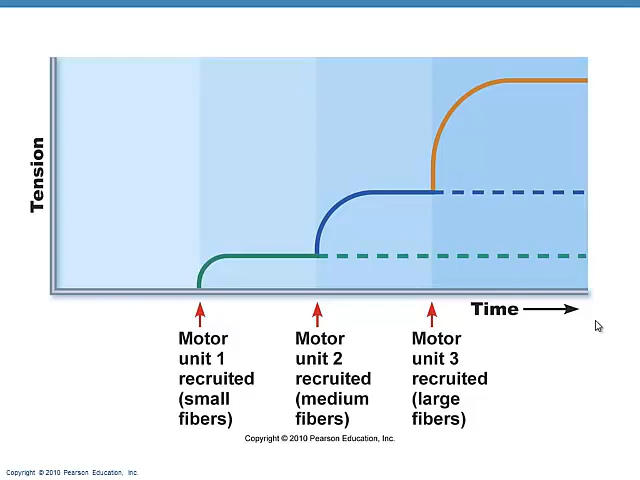 Tension
Time
Motor
unit 1
recruited
(small
fibers)
Motor
unit 2
recruited
(medium
fibers)
Motor
unit 3
recruited
(large
fibers)
Copyright © 2010 Pearson Education, Inc.
Copyright © 2010 Pearson Education, Inc.